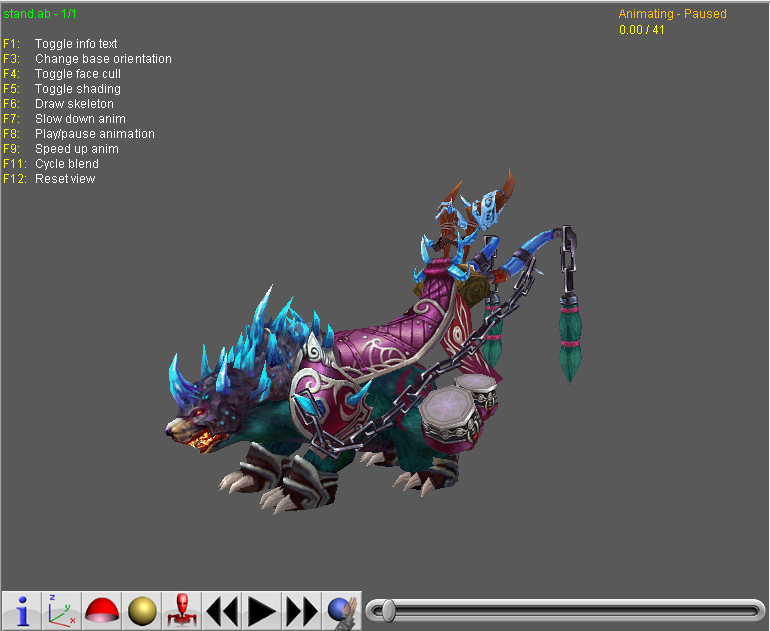 stand.ab - 1/1
Animating - Paused
0.00 / 41
F1: Toggle info text
F3: Change base orientation
F4: Toggle face cull
F5: Toggle shading
F6: Draw skeleton
F7: Slow down anim
F8: Play/pause animation
F9: Speed up anim
F11: Cycle blend
F12: Reset view
i z y x